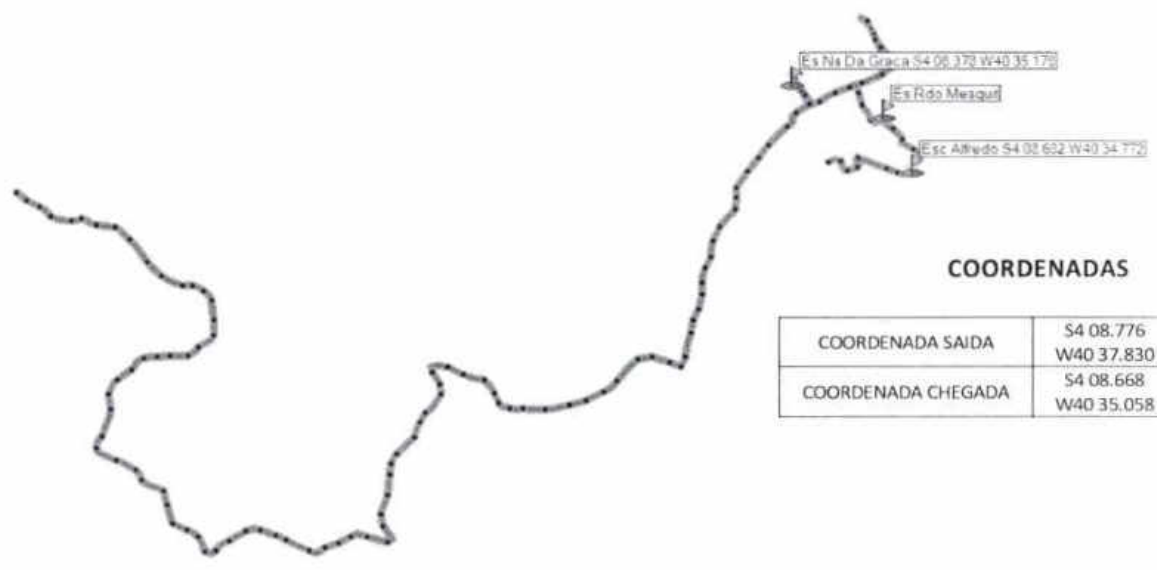 Es Ns Da Graca S4 08.378 W40 35.178
Es Rdo Mesquit
Esc Alfredo S4 08.682 W40 34.772
COORDENADAS
COORDENADA SAIDA
S4 08.776
W40 37.830
COORDENADA CHEGADA
S4 08.668
W40 35.058